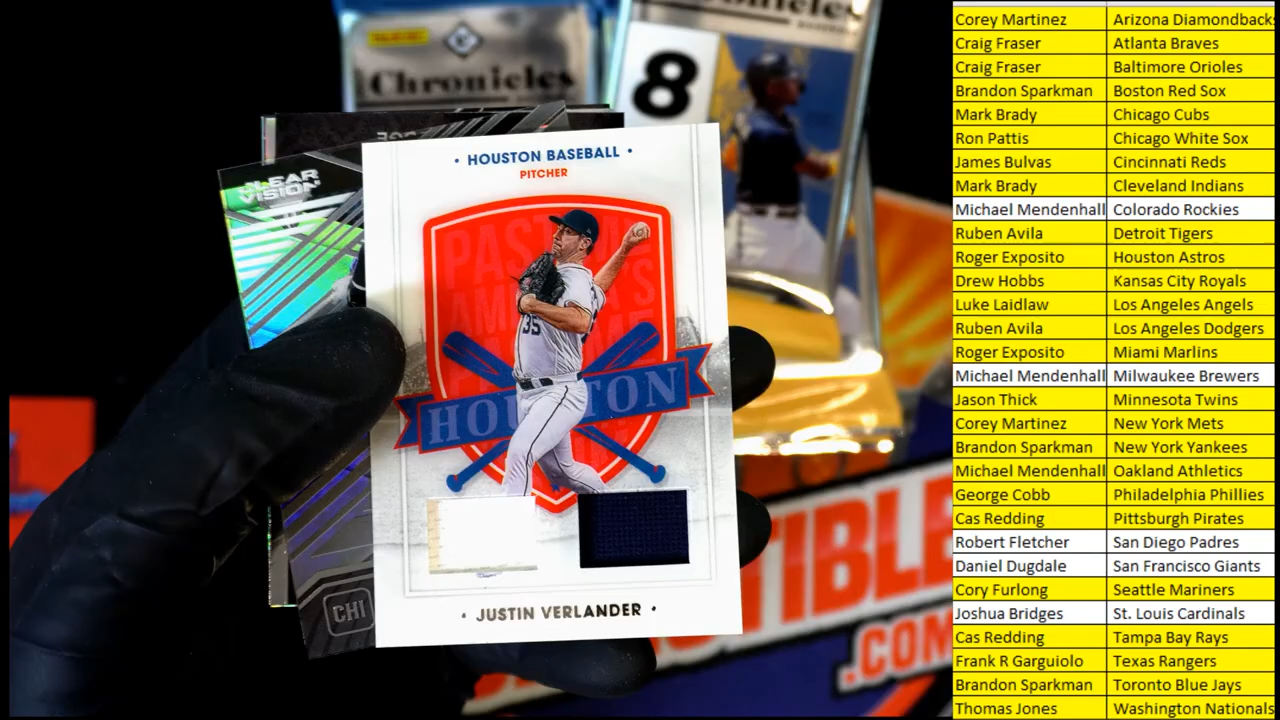 Chronicles
Chronicles
8
CLEAR
VISION
• HOUSTON BASEBALL •
PITCHER
HOUSTON
35
• JUSTIN VERLANDER •
CHI
.COM
Corey Martinez Arizona Diamondbacks
Craig Fraser Atlanta Braves
Craig Fraser Baltimore Orioles
Brandon Sparkman Boston Red Sox
Mark Brady Chicago Cubs
Ron Pattis Chicago White Sox
James Bulvas Cincinnati Reds
Mark Brady Cleveland Indians
Michael Mendenhall Colorado Rockies
Ruben Avila Detroit Tigers
Roger Exposito Houston Astros
Drew Hobbs Kansas City Royals
Luke Laidlaw Los Angeles Angels
Ruben Avila Los Angeles Dodgers
Roger Exposito Miami Marlins
Michael Mendenhall Milwaukee Brewers
Jason Thick Minnesota Twins
Corey Martinez New York Mets
Brandon Sparkman New York Yankees
Michael Mendenhall Oakland Athletics
George Cobb Philadelphia Phillies
Cas Redding Pittsburgh Pirates
Robert Fletcher San Diego Padres
Daniel Dugdale San Francisco Giants
Cory Furlong Seattle Mariners
Joshua Bridges St. Louis Cardinals
Cas Redding Tampa Bay Rays
Frank R Garguiolo Texas Rangers
Brandon Sparkman Toronto Blue Jays
Thomas Jones Washington Nationals